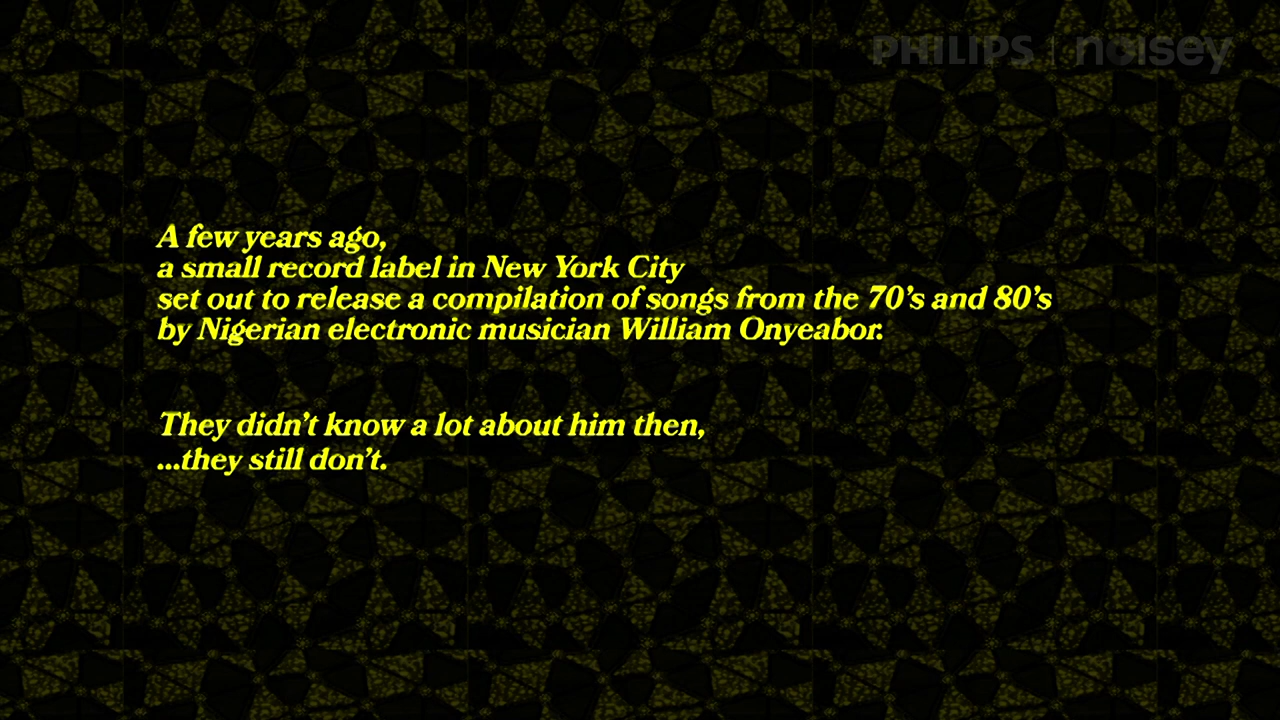 PHILIPS | noisey
A few years ago,
a small record label in New York City
set out to release a compilation of songs from the 70's and 80's
by Nigerian electronic musician William Onyeabor.
They didn't know a lot about him then,
...they still don't.